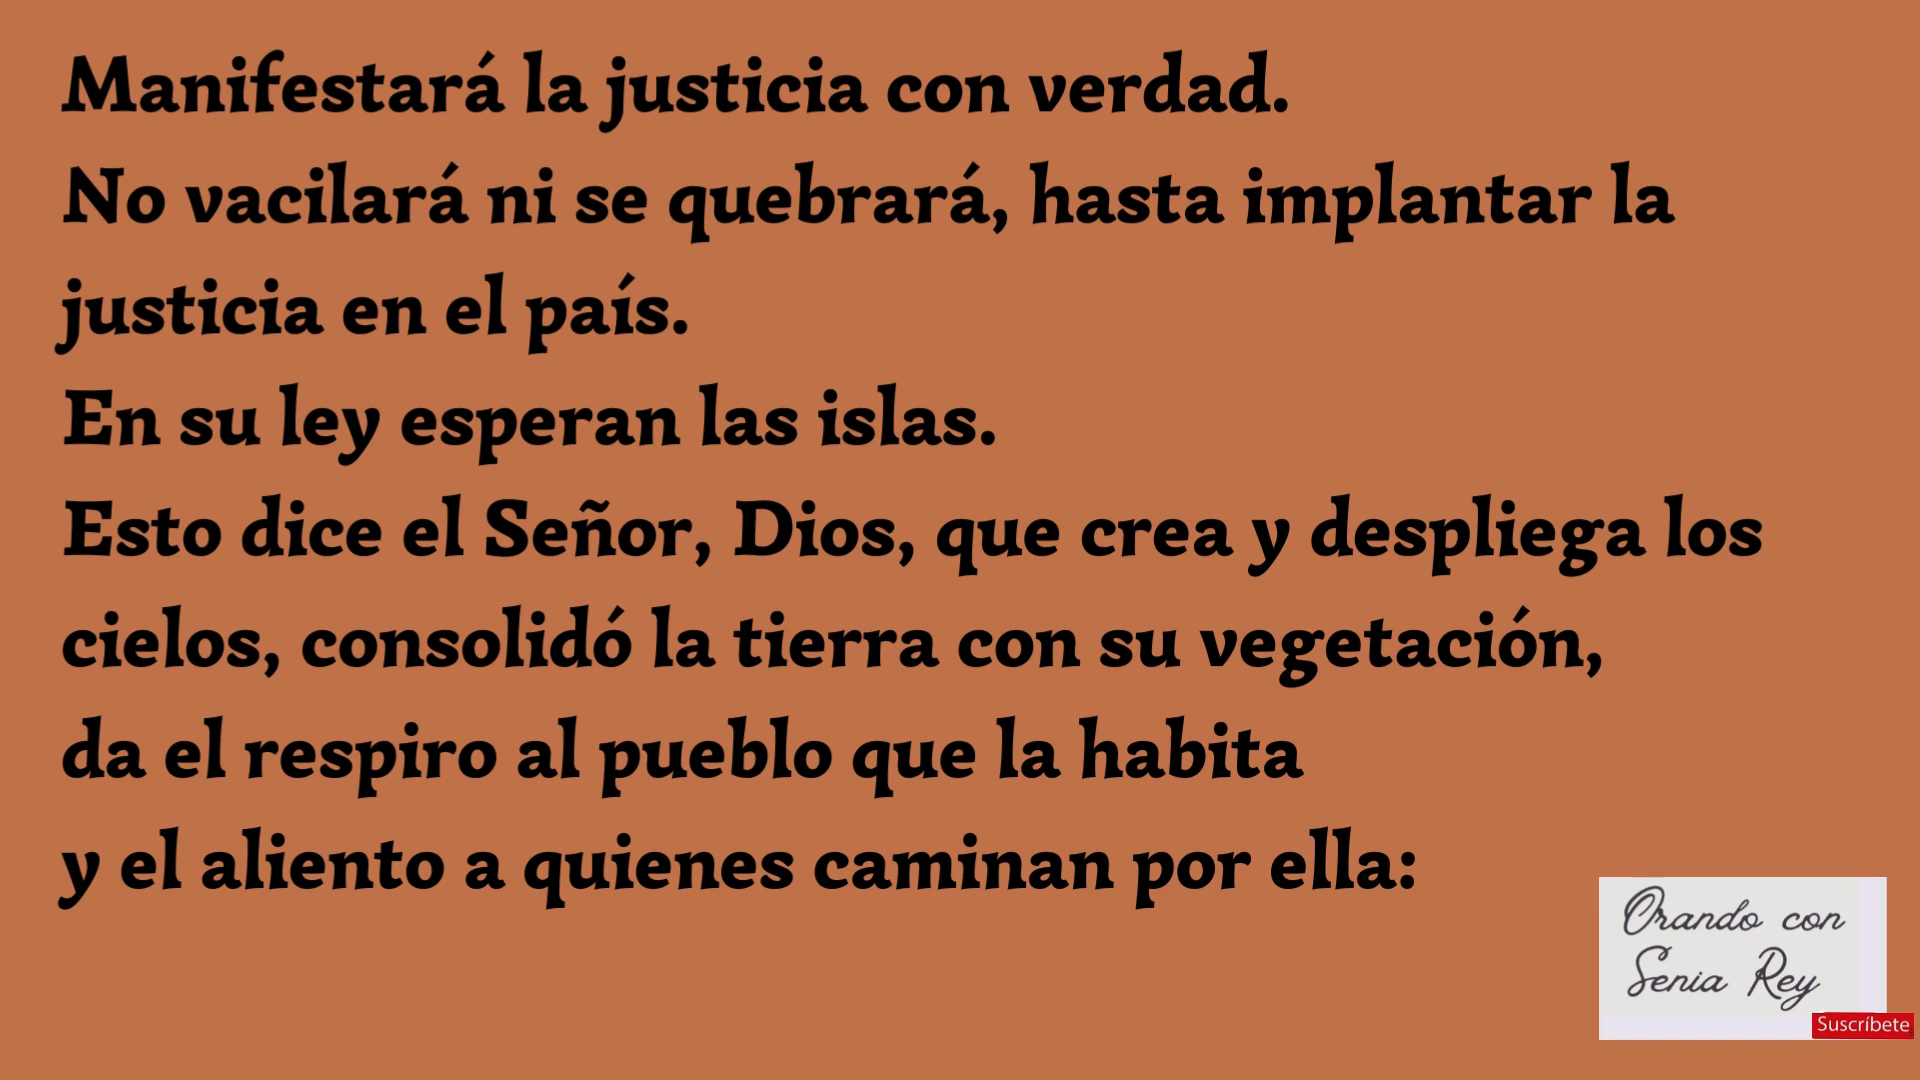 Manifestará la justicia con verdad.
No vacilará ni se quebrará, hasta implantar la
justicia en el país.
En su ley esperan las islas.
Esto dice el Señor, Dios, que crea y despliega los
cielos, consolidó la tierra con su vegetación,
da el respiro al pueblo que la habita
y el aliento a quienes caminan por ella:
Orando con
Senia Rey
Suscríbete